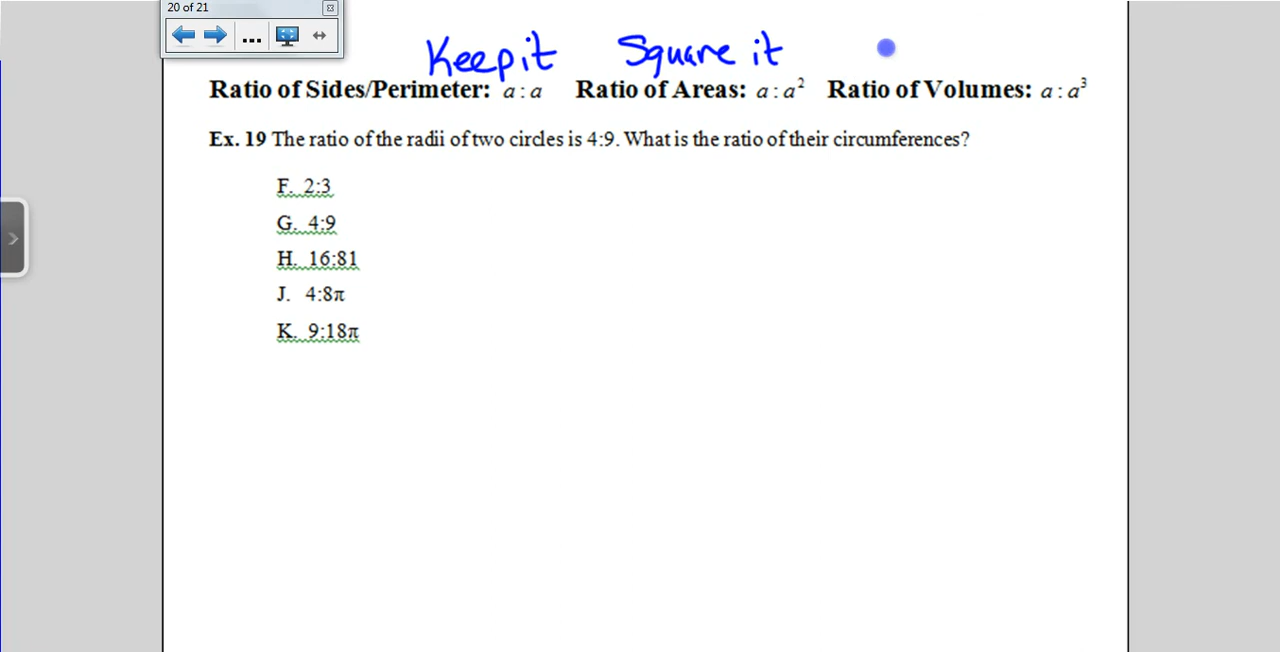 20 of 21
Keep it Square it
Ratio of Sides/Perimeter: a : a Ratio of Areas: a : a² Ratio of Volumes: a : a³
Ex. 19 The ratio of the radii of two circles is 4:9. What is the ratio of their circumferences?
F. 2:3
G. 4:9
H. 16:81
J. 4:8π
K. 9:18π